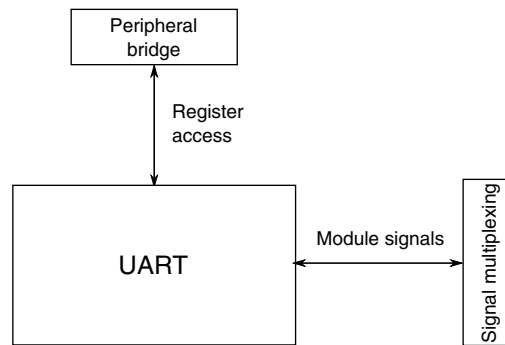 Peripheral
bridge
Register
access
UART
Module signals
Signal multiplexing